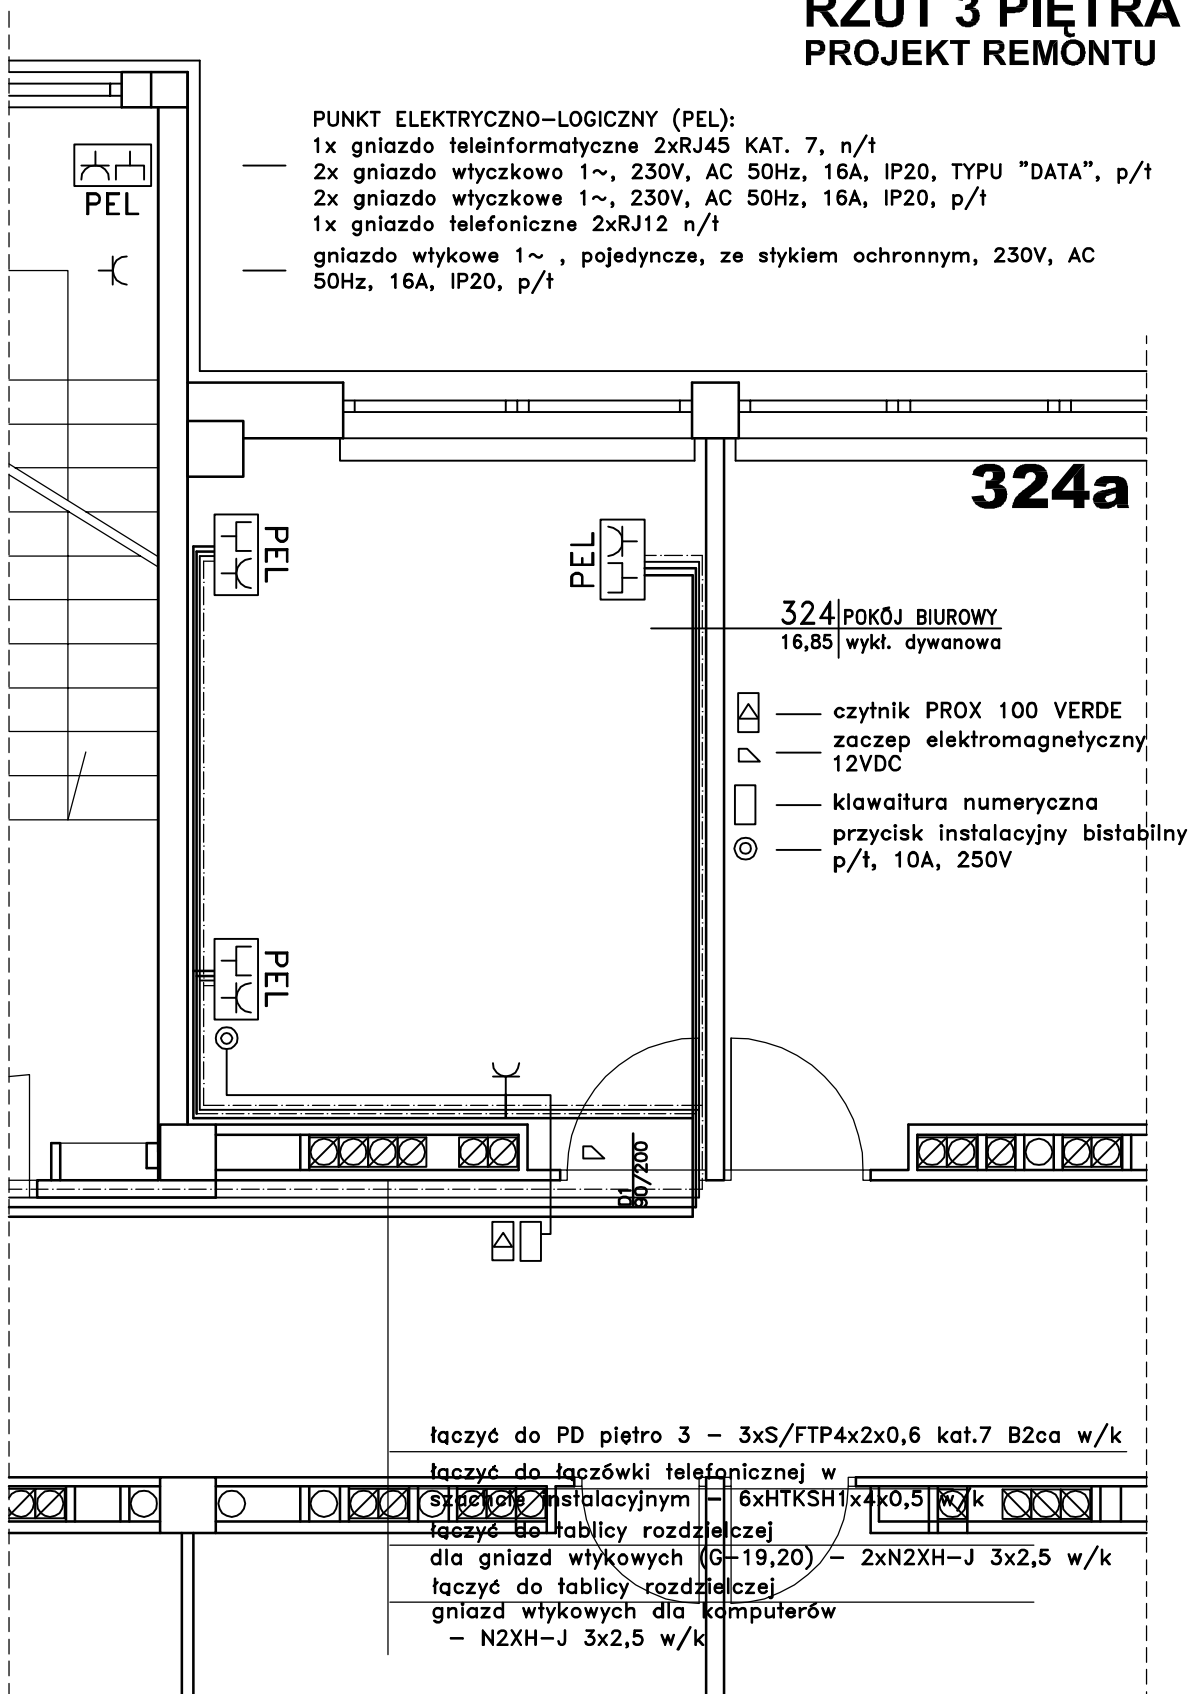 RZUT 3 PIĘTRA
PROJEKT REMONTU
PUNKT ELEKTRYCZNO–LOGICZNY (PEL):
1x gniazdo teleinformatyczne 2xRJ45 KAT. 7, n/t
2x gniazdo wtyczkowo 1~, 230V, AC 50Hz, 16A, IP20, TYPU "DATA", p/t
2x gniazdo wtyczkowe 1~, 230V, AC 50Hz, 16A, IP20, p/t
1x gniazdo telefoniczne 2xRJ12 n/t
PEL
gniazdo wtykowe 1~ , pojedyncze, ze stykiem ochronnym, 230V, AC
50Hz, 16A, IP20, p/t
324a
PEL
PEL
324 POKÓJ BIUROWY
16,85 wykł. dywanowa
czytnik PROX 100 VERDE
zaczep elektromagnetyczny
12VDC
klawaitura numeryczna
przycisk instalacyjny bistabilny
p/t, 10A, 250V
PEL
D1
90/200
łączyć do PD piętro 3 – 3xS/FTP4x2x0,6 kat.7 B2ca w/k
łączyć do łączówki telefonicznej w
szachcie instalacyjnym – 6xHTKSH1x4x0,5 w/k
łączyć do tablicy rozdzielczej
dla gniazd wtykowych (G–19,20) – 2xN2XH–J 3x2,5 w/k
łączyć do tablicy rozdzielczej
gniazd wtykowych dla komputerów
– N2XH–J 3x2,5 w/k